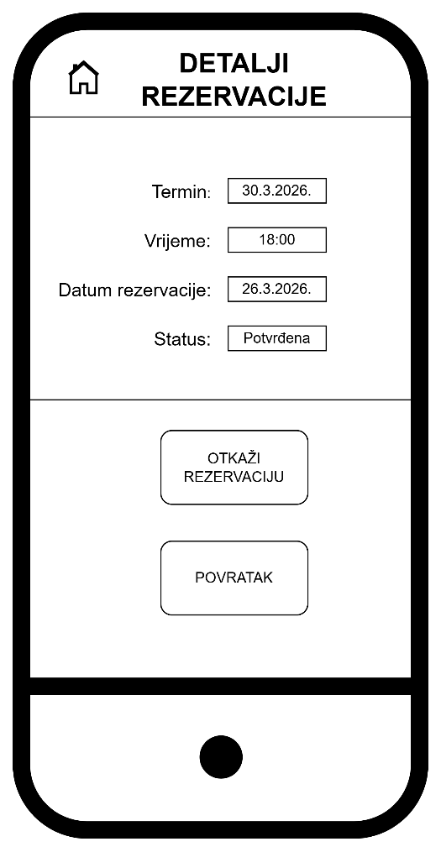 DETALJI
REZERVACIJE
Termin: 30.3.2026.
Vrijeme: 18:00
Datum rezervacije: 26.3.2026.
Status: Potvrđena
OTKAŽI
REZERVACIJU
POVRATAK